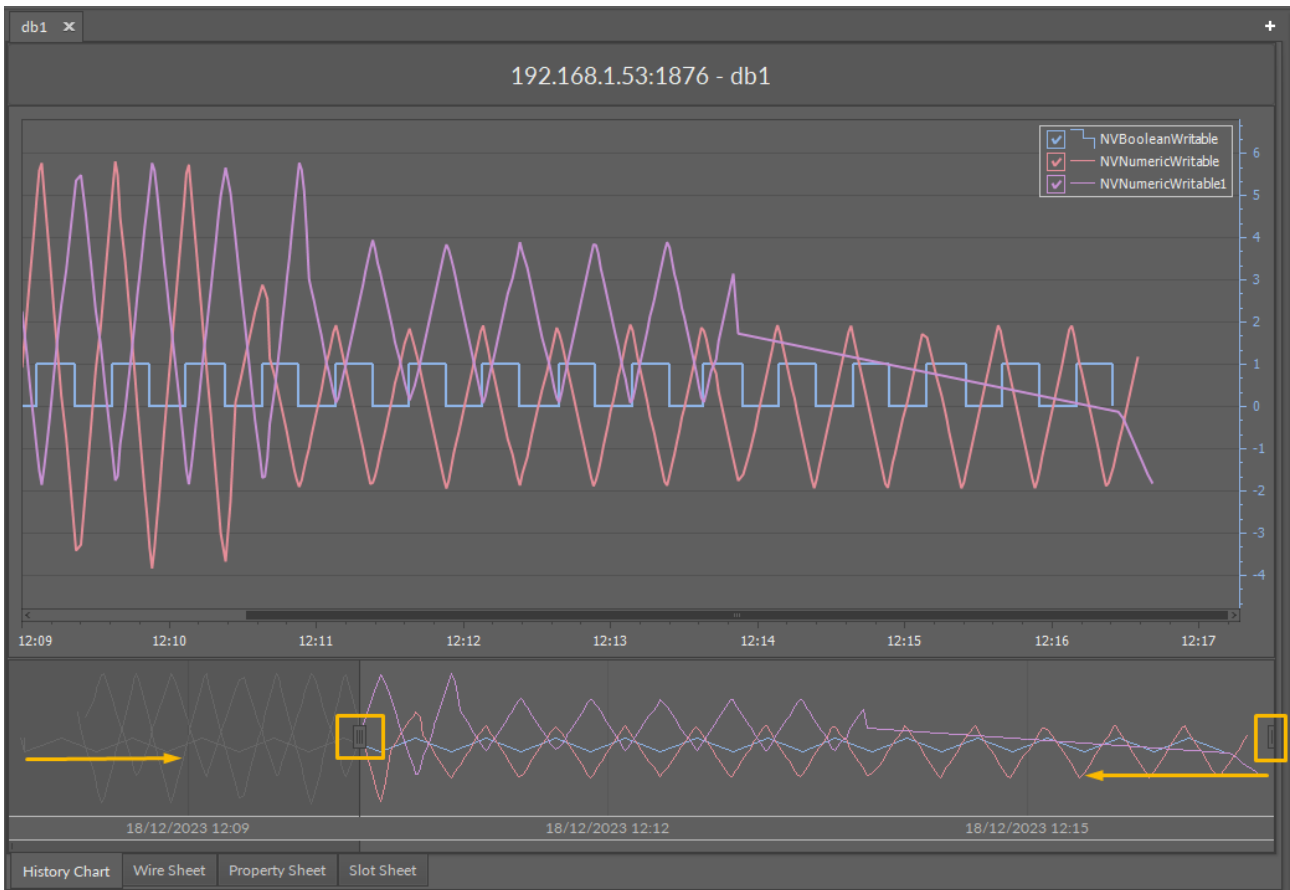 db1 ×
+
192.168.1.53:1876 - db1
NVBooleanWritable
NVNumericWritable
NVNumericWritable1
6
5
4
3
2
1
0
-1
-2
-3
-4
12:09 12:10 12:11 12:12 12:13 12:14 12:15 12:16 12:17
18/12/2023 12:09 18/12/2023 12:12 18/12/2023 12:15
History Chart Wire Sheet Property Sheet Slot Sheet